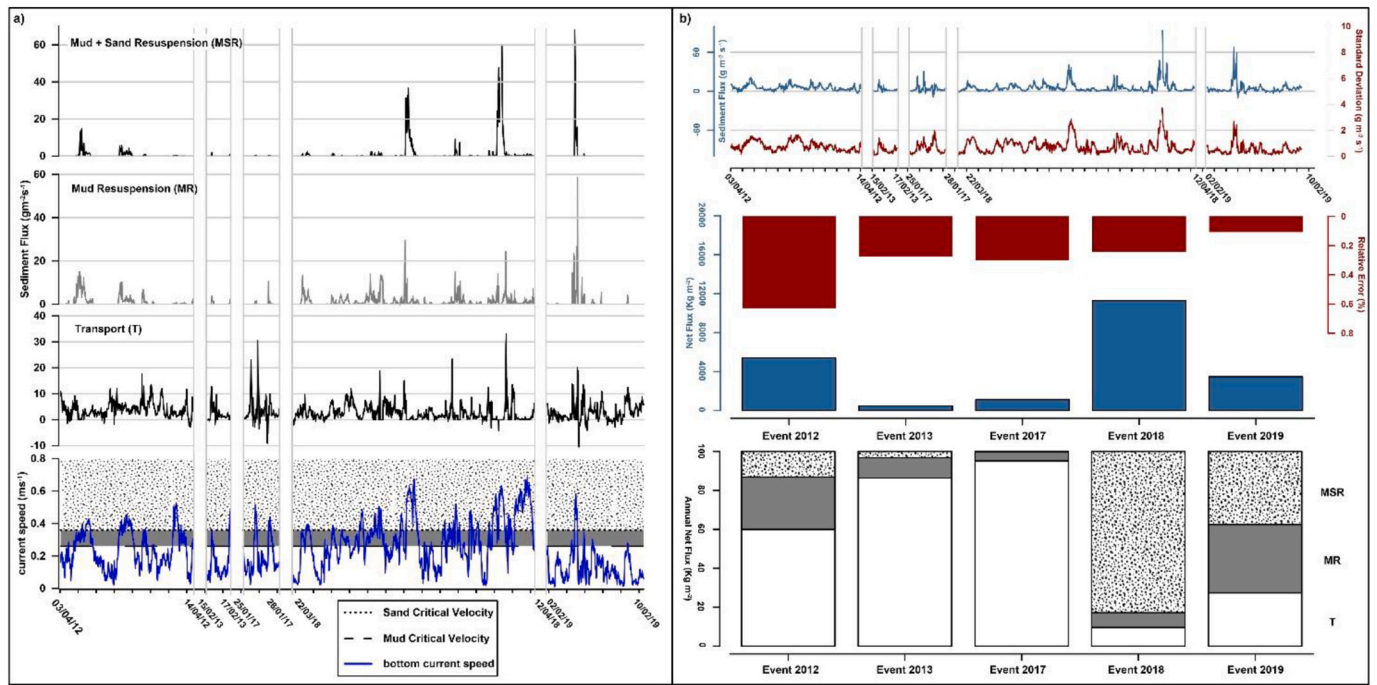 a)
Mud + Sand Resuspension (MSR)
60
40
20
0
Mud Resuspension (MR)
60
40
20
0
Sediment Flux (gm⁻²s⁻¹)
Transport (T)
40
30
20
10
0
-10
0.8
0.6
0.4
0.2
0
current speed (ms⁻¹)
03/04/12
14/04/12
15/02/13
17/02/13
25/01/17
28/01/17
22/03/18
12/04/18
02/02/19
10/02/19
Sand Critical Velocity
Mud Critical Velocity
bottom current speed
b)
Sediment Flux (g m⁻² s⁻¹)
60
0
-60
10
8
6
4
2
0
Standard Deviation (g m⁻² s⁻¹)
03/04/12
14/04/12
15/02/13
17/02/13
25/01/17
28/01/17
22/03/18
12/04/18
02/02/19
10/02/19
Net Flux (Kg m⁻²)
20000
16000
12000
8000
4000
0
0
0.2
0.4
0.6
0.8
Relative Error (%)
Event 2012
Event 2013
Event 2017
Event 2018
Event 2019
Annual Net Flux (Kg m⁻²)
100
80
60
40
20
0
MSR
MR
T
Event 2012
Event 2013
Event 2017
Event 2018
Event 2019